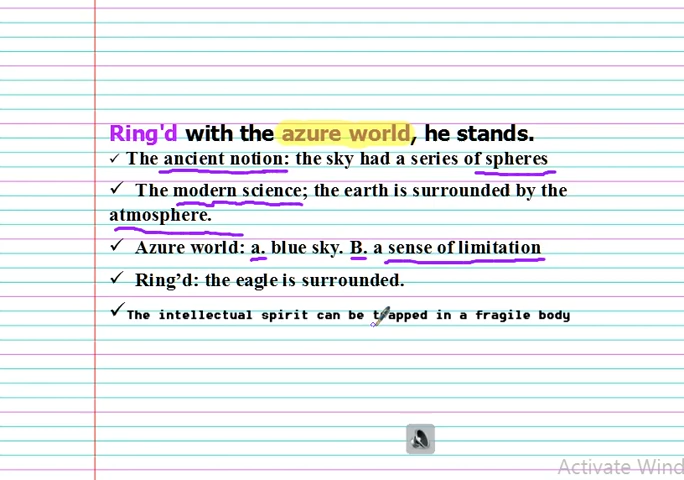 Ring'd with the azure world, he stands.
✓ The ancient notion: the sky had a series of spheres
✓ The modern science; the earth is surrounded by the
atmosphere.
✓ Azure world: a. blue sky. B. a sense of limitation
✓ Ring’d: the eagle is surrounded.
✓ The intellectual spirit can be trapped in a fragile body
Activate Wind